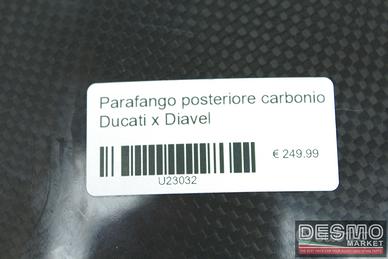 Parafango posteriore carbonio
Ducati x Diavel
€ 249.99
U23032
DESMO
MARKET